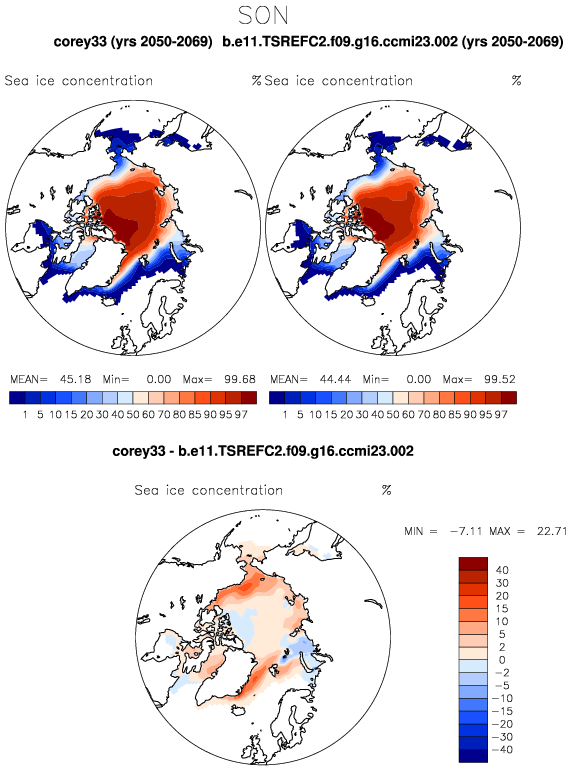 SON
corey33 (yrs 2050-2069) b.e11.TSREFC2.f09.g16.ccmi23.002 (yrs 2050-2069)
Sea ice concentration % Sea ice concentration %
MEAN= 45.18 Min= 0.00 Max= 99.68 MEAN= 44.44 Min= 0.00 Max= 99.52
1 5 10 15 20 30 40 50 60 70 80 85 90 95 97 1 5 10 15 20 30 40 50 60 70 80 85 90 95 97
corey33 - b.e11.TSREFC2.f09.g16.ccmi23.002
Sea ice concentration %
MIN = -7.11 MAX = 22.71
40
30
20
15
10
5
2
0
-2
-5
-10
-15
-20
-30
-40